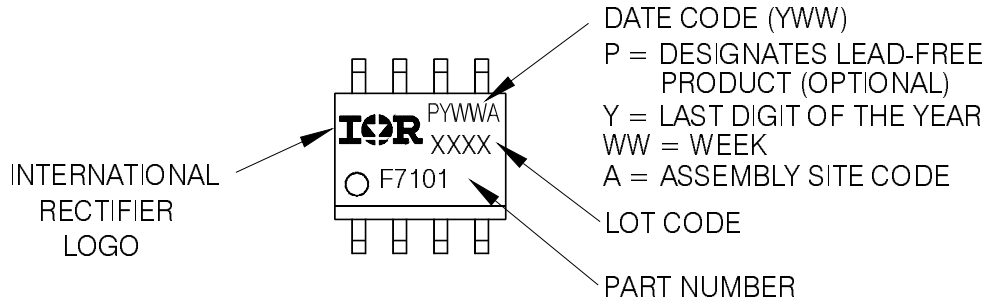 DATE CODE (YWW)
P = DESIGNATES LEAD-FREE
PRODUCT (OPTIONAL)
Y = LAST DIGIT OF THE YEAR
WW = WEEK
A = ASSEMBLY SITE CODE
LOT CODE
PART NUMBER
INTERNATIONAL
RECTIFIER
LOGO
PYWWA
IOR
XXXX
F7101